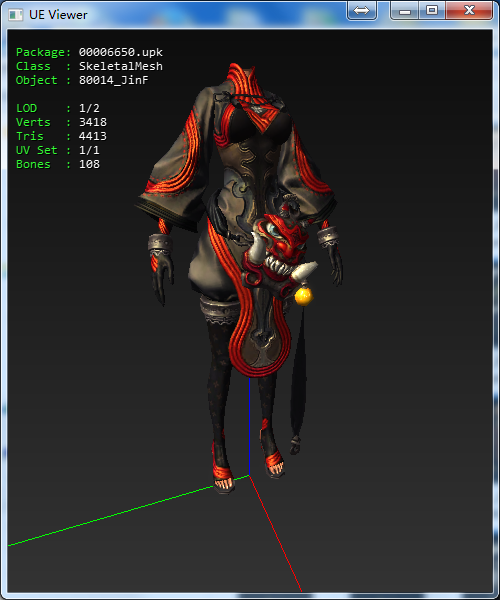 UE Viewer
Package: 00006650.upk
Class : SkeletalMesh
Object : 80014_JinF
LOD : 1/2
Verts : 3418
Tris : 4413
UV Set : 1/1
Bones : 108